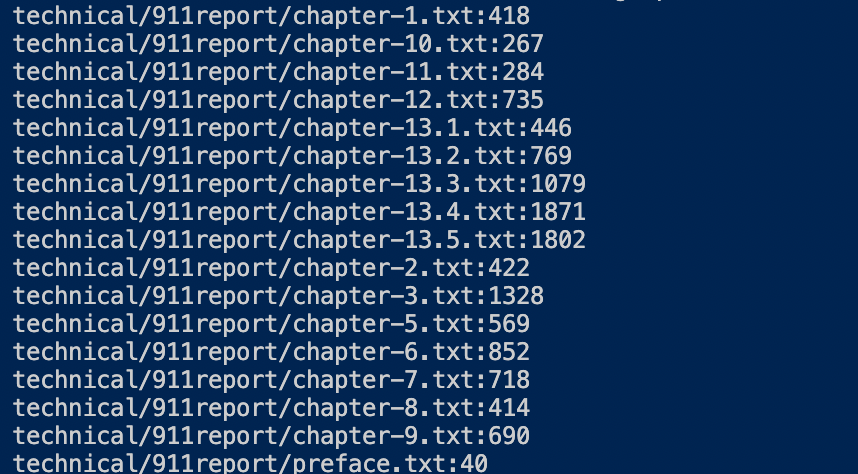 technical/911report/chapter-1.txt:418
technical/911report/chapter-10.txt:267
technical/911report/chapter-11.txt:284
technical/911report/chapter-12.txt:735
technical/911report/chapter-13.1.txt:446
technical/911report/chapter-13.2.txt:769
technical/911report/chapter-13.3.txt:1079
technical/911report/chapter-13.4.txt:1871
technical/911report/chapter-13.5.txt:1802
technical/911report/chapter-2.txt:422
technical/911report/chapter-3.txt:1328
technical/911report/chapter-5.txt:569
technical/911report/chapter-6.txt:852
technical/911report/chapter-7.txt:718
technical/911report/chapter-8.txt:414
technical/911report/chapter-9.txt:690
technical/911report/preface.txt:40